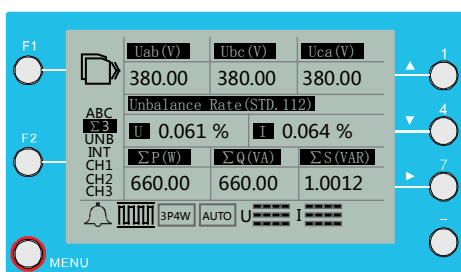 F1
Uab(V) Ubc(V) Uca(V)
380.00 380.00 380.00
1
Unbalance Rate(STD.112)
ABC
Σ3
UNB
INT
CH1
CH2
CH3
U 0.061 % I 0.064 %
4
F2
ΣP(W) ΣQ(VA) ΣS(VAR)
660.00 660.00 1.0012
7
3P4W AUTO U I
–
MENU